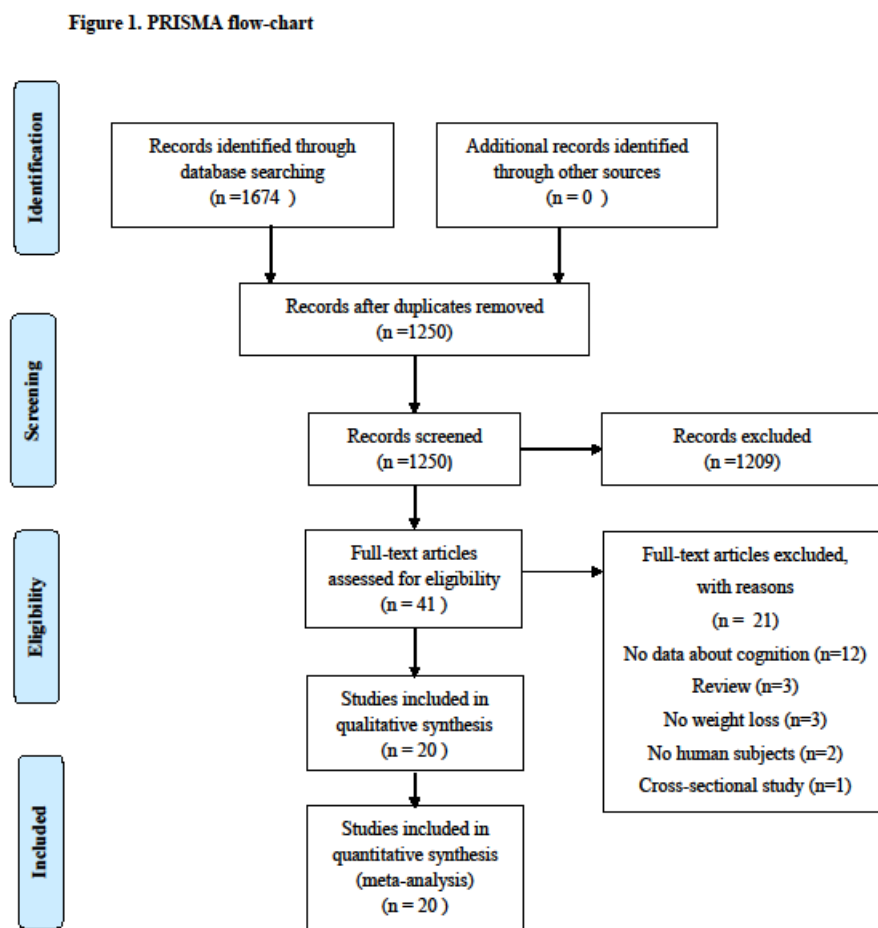 Figure 1. PRISMA flow-chart
Identification
Records identified through
database searching
(n =1674 )
Additional records identified
through other sources
(n = 0 )
Records after duplicates removed
(n =1250)
Screening
Records screened
(n =1250)
Records excluded
(n =1209)
Eligibility
Full-text articles
assessed for eligibility
(n = 41 )
Full-text articles excluded,
with reasons
(n = 21)
No data about cognition (n=12)
Review (n=3)
No weight loss (n=3)
No human subjects (n=2)
Cross-sectional study (n=1)
Studies included in
qualitative synthesis
(n = 20 )
Included
Studies included in
quantitative synthesis
(meta-analysis)
(n = 20 )